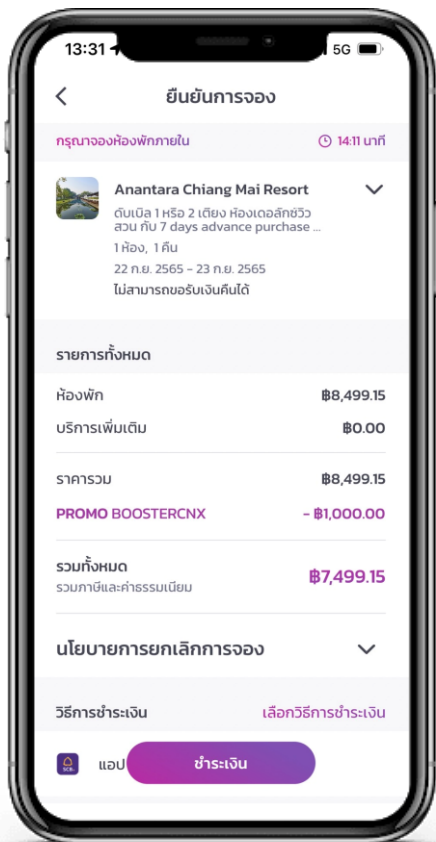 13:31
5G
ยืนยันการจอง
กรุณาจองห้องพักภายใน 14:11 นาที
Anantara Chiang Mai Resort
ดับเบิล 1 หรือ 2 เตียง ห้องเดอลักซ์วิว
สวน กับ 7 days advance purchase ...
1 ห้อง, 1 คืน
22 ก.ย. 2565 - 23 ก.ย. 2565
ไม่สามารถขอรับเงินคืนได้
รายการทั้งหมด
ห้องพัก ฿8,499.15
บริการเพิ่มเติม ฿0.00
ราคารวม ฿8,499.15
PROMO BOOSTERCNX - ฿1,000.00
รวมทั้งหมด ฿7,499.15
รวมภาษีและค่าธรรมเนียม
นโยบายการยกเลิกการจอง
วิธีการชำระเงิน เลือกวิธีการชำระเงิน
SCB แอป ชำระเงิน